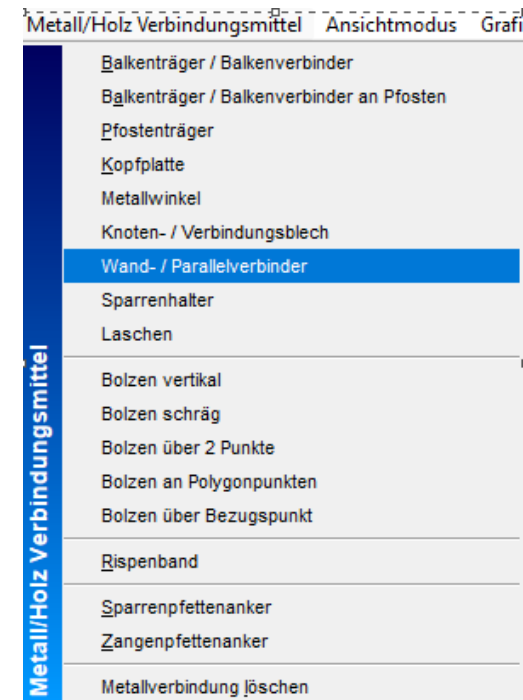 Metall/Holz Verbindungsmittel Ansichtmodus Grafi
Balkenträger / Balkenverbinder
Balkenträger / Balkenverbinder an Pfosten
Pfostenträger
Kopfplatte
Metallwinkel
Knoten- / Verbindungsblech
Wand- / Parallelverbinder
Sparrenhalter
Laschen
Bolzen vertikal
Bolzen schräg
Bolzen über 2 Punkte
Bolzen an Polygonpunkten
Bolzen über Bezugspunkt
Rispenband
Sparrenpfettenanker
Zangenpfettenanker
Metallverbindung löschen
Metall/Holz Verbindungsmittel